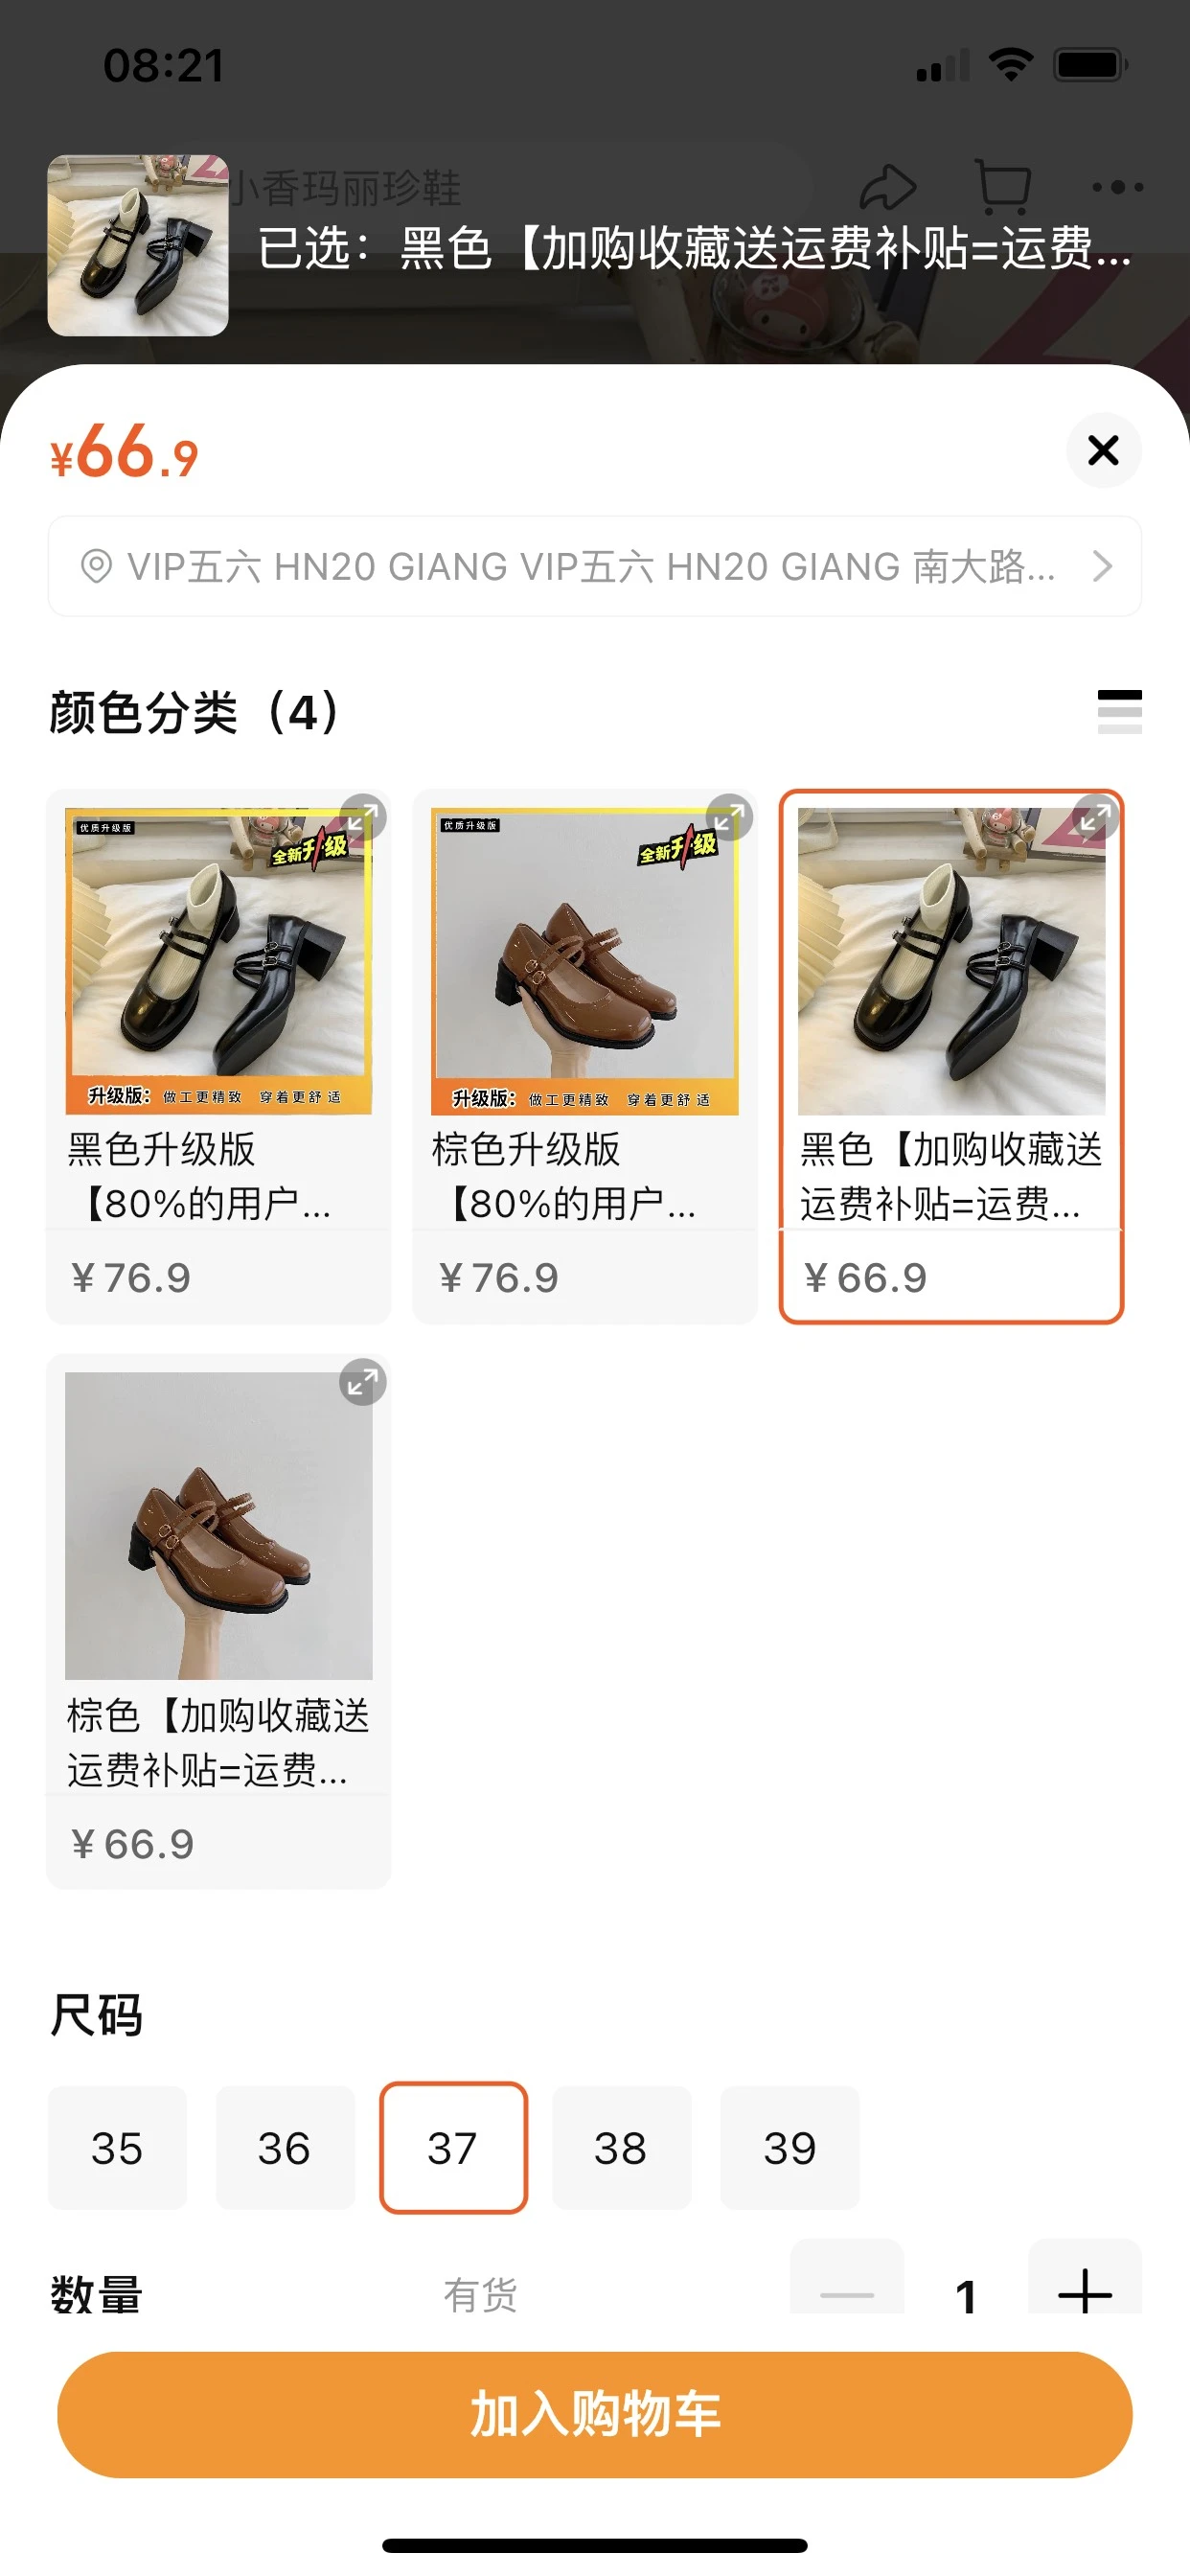 08:21
小香玛丽珍鞋
已选：黑色【加购收藏送运费补贴=运费...
¥66.9
VIP五六 HN20 GIANG VIP五六 HN20 GIANG 南大路...
颜色分类（4）
优质升级版
全新升级
升级版： 做工更精致 穿着更舒适
黑色升级版
【80%的用户...
¥ 76.9
优质升级版
全新升级
升级版： 做工更精致 穿着更舒适
棕色升级版
【80%的用户...
¥ 76.9
黑色【加购收藏送
运费补贴=运费...
¥ 66.9
棕色【加购收藏送
运费补贴=运费...
¥ 66.9
尺码
35 36 37 38 39
数量 有货 1
加入购物车